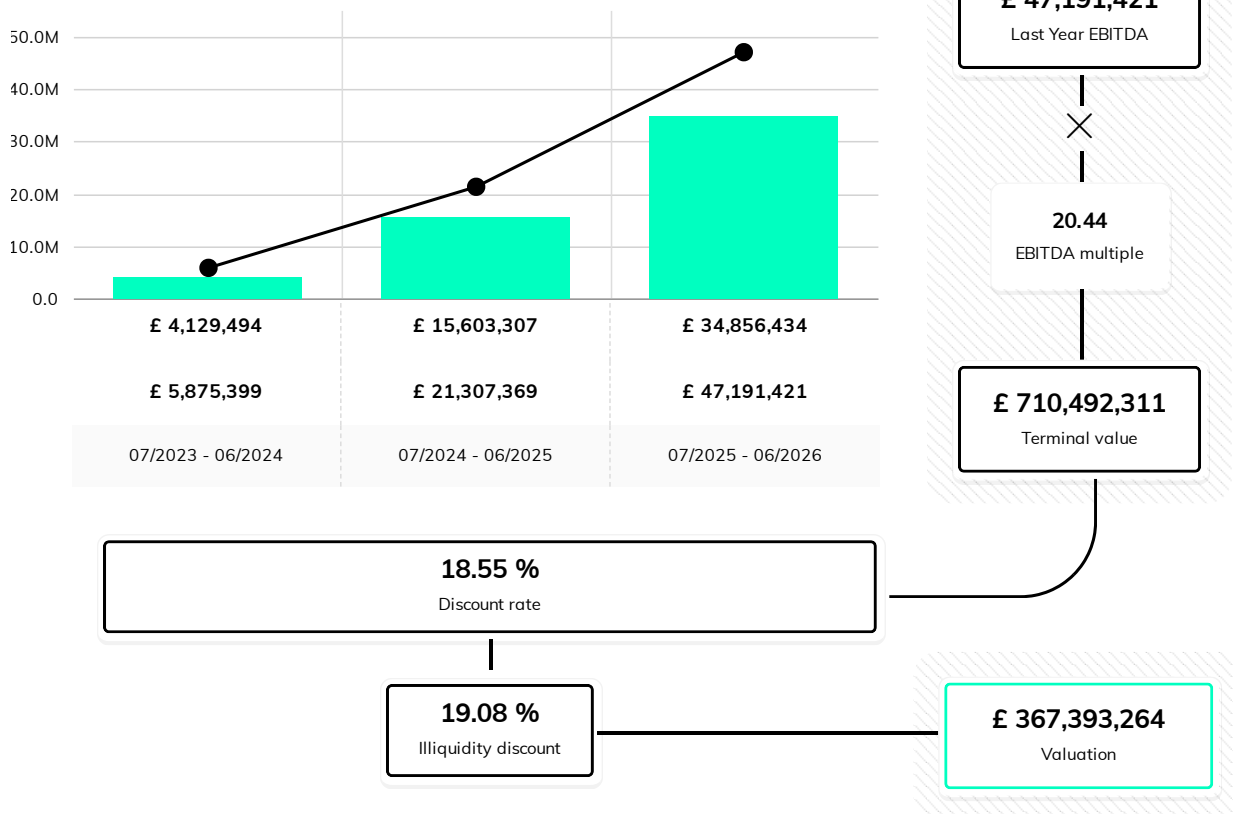 £ 47,191,421
Last Year EBITDA
50.0M
40.0M
30.0M
20.0M
10.0M
0.0
20.44
EBITDA multiple
£ 4,129,494
£ 15,603,307
£ 34,856,434
£ 5,875,399
£ 21,307,369
£ 47,191,421
07/2023 - 06/2024
07/2024 - 06/2025
07/2025 - 06/2026
£ 710,492,311
Terminal value
18.55 %
Discount rate
19.08 %
Illiquidity discount
£ 367,393,264
Valuation